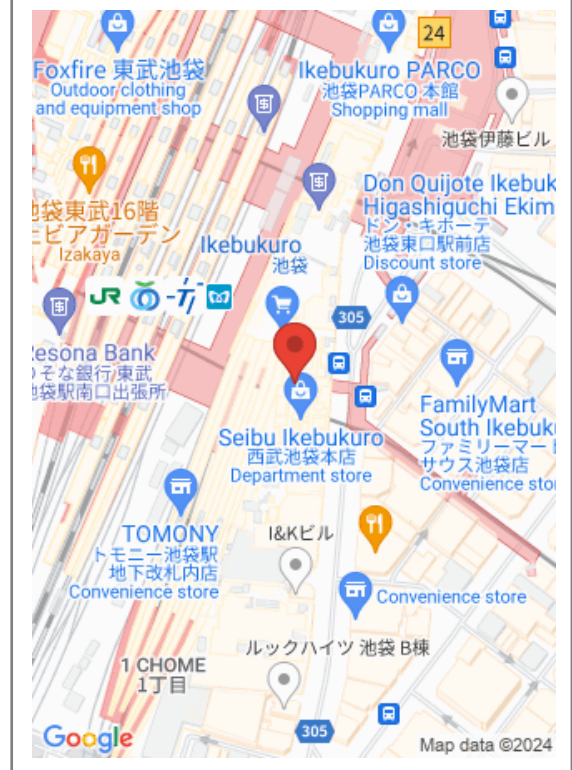 24
Foxfire 東武池袋
Outdoor clothing
and equipment shop
Ikebukuro PARCO
池袋PARCO 本館
Shopping mall
池袋伊藤ビル
袋東武16階
ビアガーデン
Izakaya
Don Quijote Ikebuk
Higashiguchi Ekim
ドン・キホーテ
池袋東口駅前店
Discount store
Ikebukuro
池袋
JR
305
Resona Bank
りそな銀行 東武
池袋駅南口出張所
FamilyMart
South Ikebuku
ファミリーマート
サウス池袋店
Convenience stor
Seibu Ikebukuro
西武池袋本店
Department store
TOMONY
トモニー池袋駅
地下改札内店
Convenience store
I&Kビル
Convenience store
ルックハイツ 池袋 B棟
1 CHOME
1丁目
305
Google
Map data ©2024